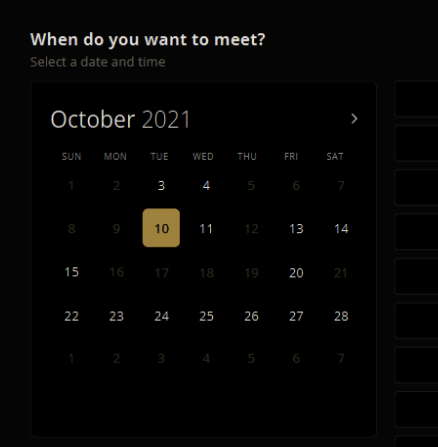 When do you want to meet?
Select a date and time
October 2021 >
SUN MON TUE WED THU FRI SAT
1 2 3 4 5 6 7
8 9 10 11 12 13 14
15 16 17 18 19 20 21
22 23 24 25 26 27 28
1 2 3 4 5 6 7